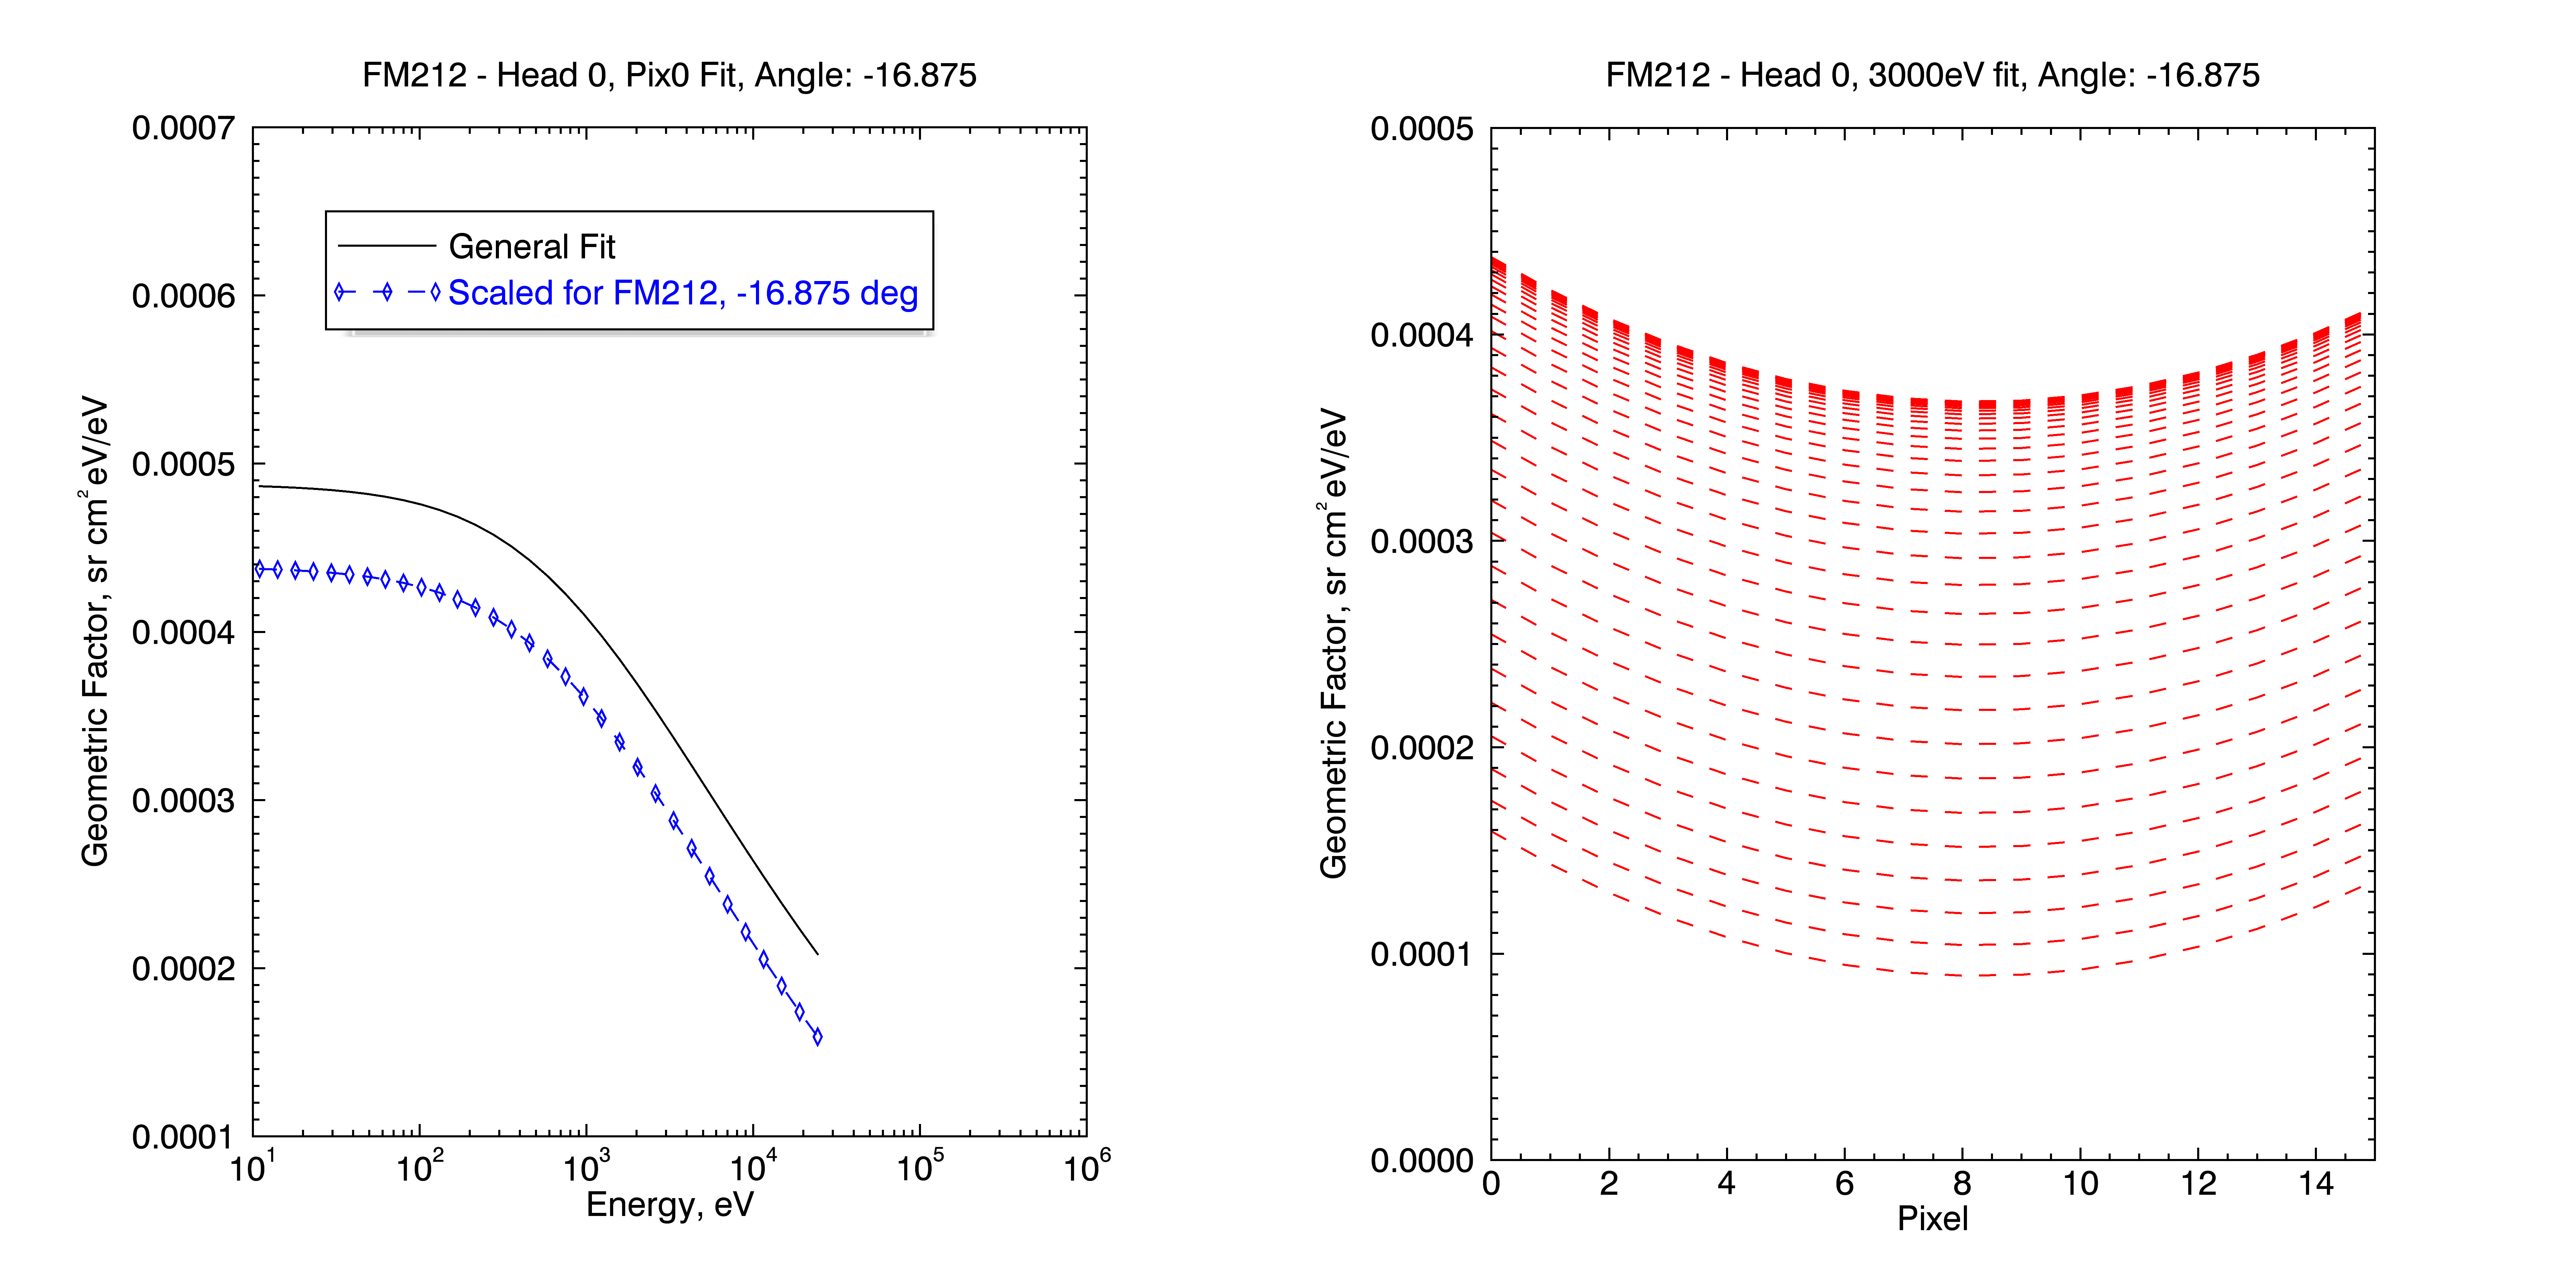 FM212 - Head 0, Pix0 Fit, Angle: -16.875
0.0007
0.0006
0.0005
0.0004
0.0003
0.0002
0.0001
Geometric Factor, sr cm² eV/eV
General Fit
Scaled for FM212, -16.875 deg
10¹ 10² 10³ 10⁴ 10⁵ 10⁶
Energy, eV
FM212 - Head 0, 3000eV fit, Angle: -16.875
0.0005
0.0004
0.0003
0.0002
0.0001
0.0000
Geometric Factor, sr cm² eV/eV
0 2 4 6 8 10 12 14
Pixel